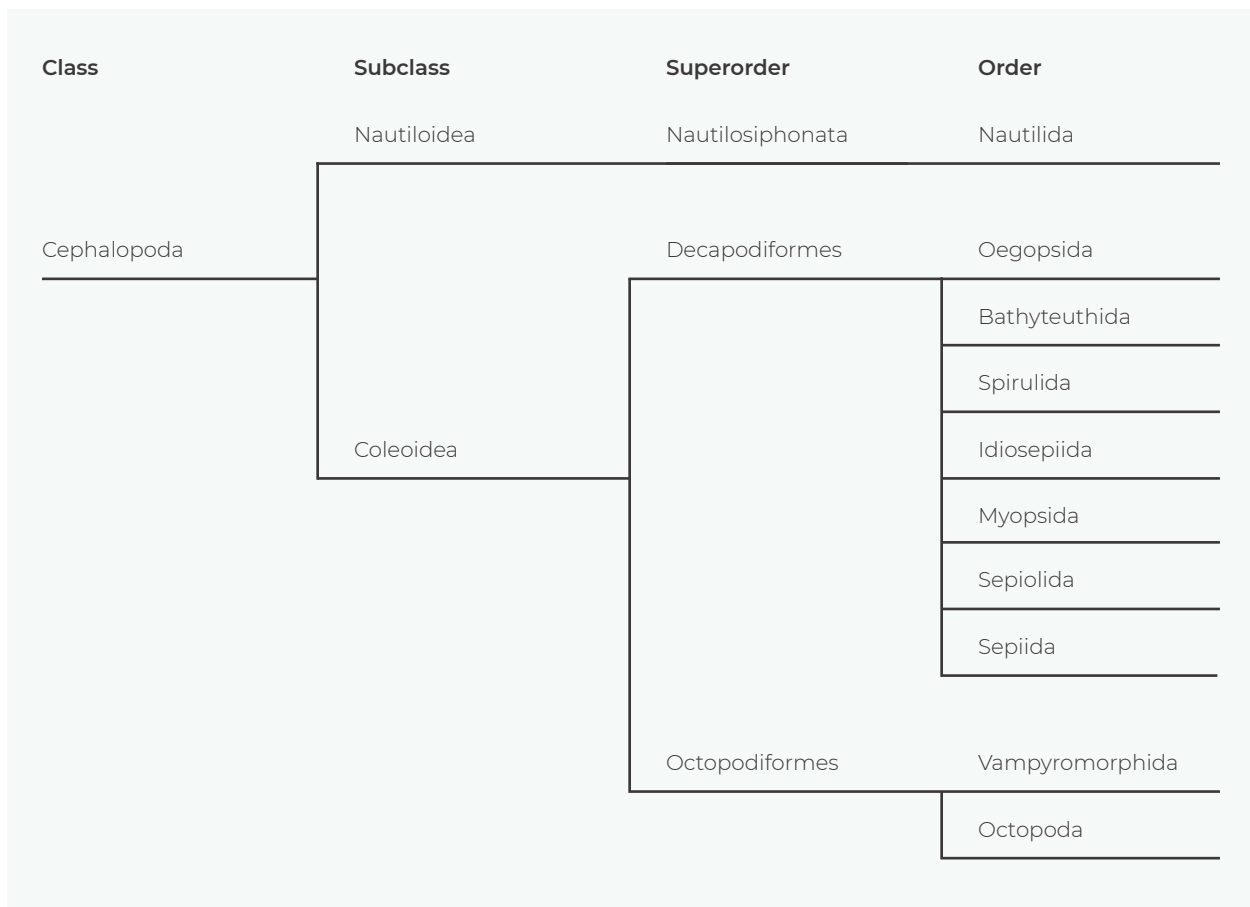 Class Subclass Superorder Order
Nautiloidea Nautilosiphonata Nautilida
Cephalopoda Decapodiformes Oegopsida
Bathyteuthida
Spirulida
Coleoidea Idiosepiida
Myopsida
Sepiolida
Sepiida
Octopodiformes Vampyromorphida
Octopoda